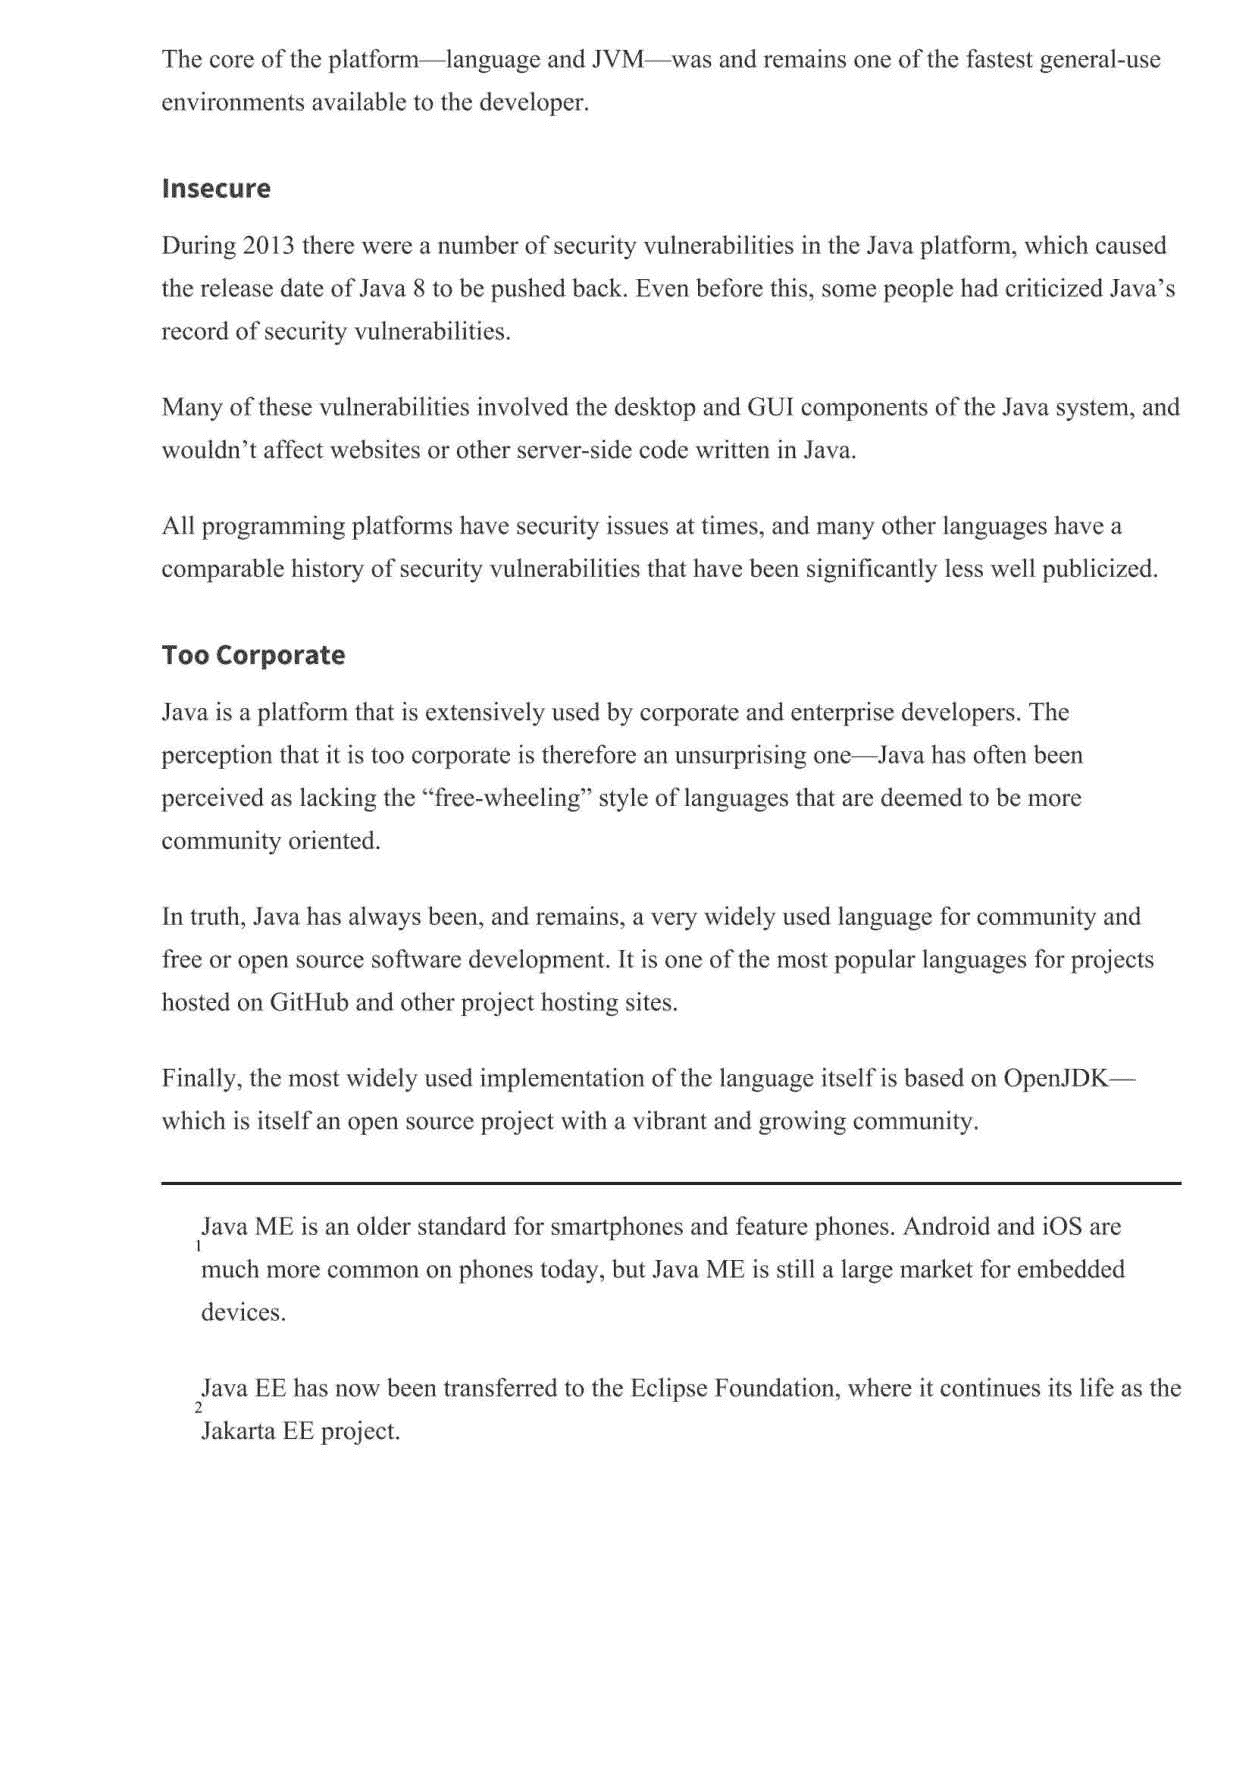 The core of the platform—language and JVM—was and remains one of the fastest general-use
environments available to the developer.
Insecure
During 2013 there were a number of security vulnerabilities in the Java platform, which caused
the release date of Java 8 to be pushed back. Even before this, some people had criticized Java’s
record of security vulnerabilities.
Many of these vulnerabilities involved the desktop and GUI components of the Java system, and
wouldn’t affect websites or other server-side code written in Java.
All programming platforms have security issues at times, and many other languages have a
comparable history of security vulnerabilities that have been significantly less well publicized.
Too Corporate
Java is a platform that is extensively used by corporate and enterprise developers. The
perception that it is too corporate is therefore an unsurprising one—Java has often been
perceived as lacking the “free-wheeling” style of languages that are deemed to be more
community oriented.
In truth, Java has always been, and remains, a very widely used language for community and
free or open source software development. It is one of the most popular languages for projects
hosted on GitHub and other project hosting sites.
Finally, the most widely used implementation of the language itself is based on OpenJDK—
which is itself an open source project with a vibrant and growing community.
Java ME is an older standard for smartphones and feature phones. Android and iOS are
1
much more common on phones today, but Java ME is still a large market for embedded
devices.
Java EE has now been transferred to the Eclipse Foundation, where it continues its life as the
2
Jakarta EE project.